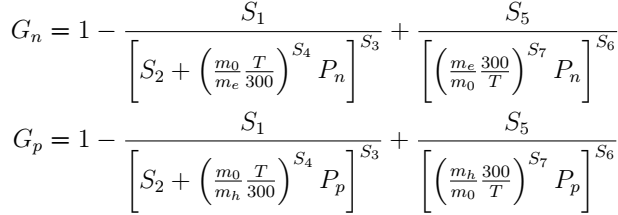 G_n = 1 - \frac{S_1}{\left[ S_2 + \left( \frac{m_0}{m_e} \frac{T}{300} \right)^{S_4} P_n \right]^{S_3}} + \frac{S_5}{\left[ \left( \frac{m_e}{m_0} \frac{300}{T} \right)^{S_7} P_n \right]^{S_6}}
G_p = 1 - \frac{S_1}{\left[ S_2 + \left( \frac{m_0}{m_h} \frac{T}{300} \right)^{S_4} P_p \right]^{S_3}} + \frac{S_5}{\left[ \left( \frac{m_h}{m_0} \frac{300}{T} \right)^{S_7} P_p \right]^{S_6}}